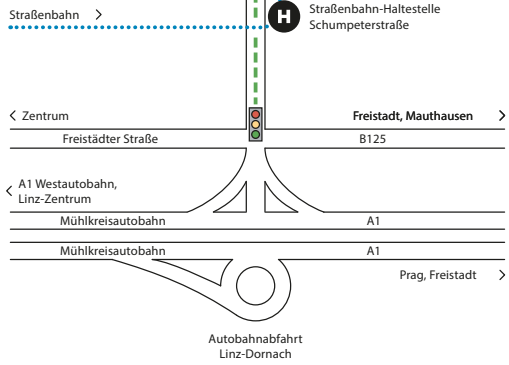 Straßenbahn >
H
Straßenbahn-Haltestelle
Schumpeterstraße
< Zentrum
Freistadt, Mauthausen >
Freistädter Straße
B125
< A1 Westautobahn,
Linz-Zentrum
Mühlkreisautobahn
A1
Mühlkreisautobahn
A1
Prag, Freistadt >
Autobahnabfahrt
Linz-Dornach